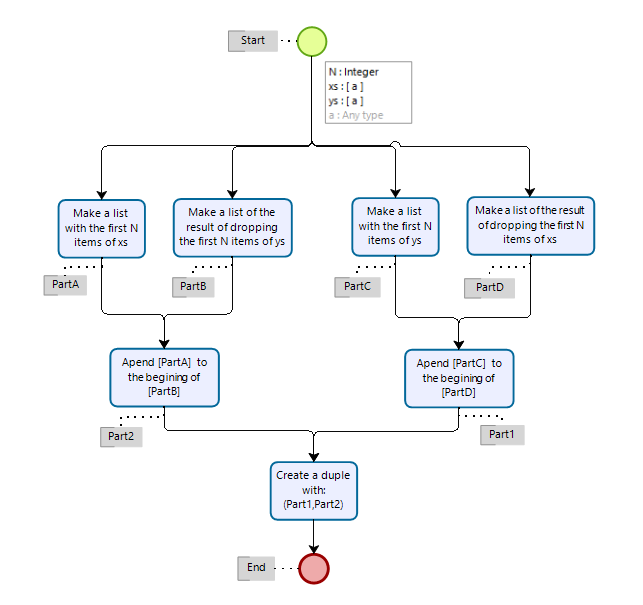 Start
N : Integer
xs : [ a ]
ys : [ a ]
a : Any type
Make a list
with the first N
items of xs
Make a list of the
result of dropping
the first N items of ys
Make a list
with the first N
items of ys
Make a list of the result
of dropping the first N
items of xs
PartA
PartB
PartC
PartD
Apend [PartA] to
the begining of
[PartB]
Apend [PartC] to
the begining of
[PartD]
Part2
Part1
Create a duple
with:
(Part1,Part2)
End